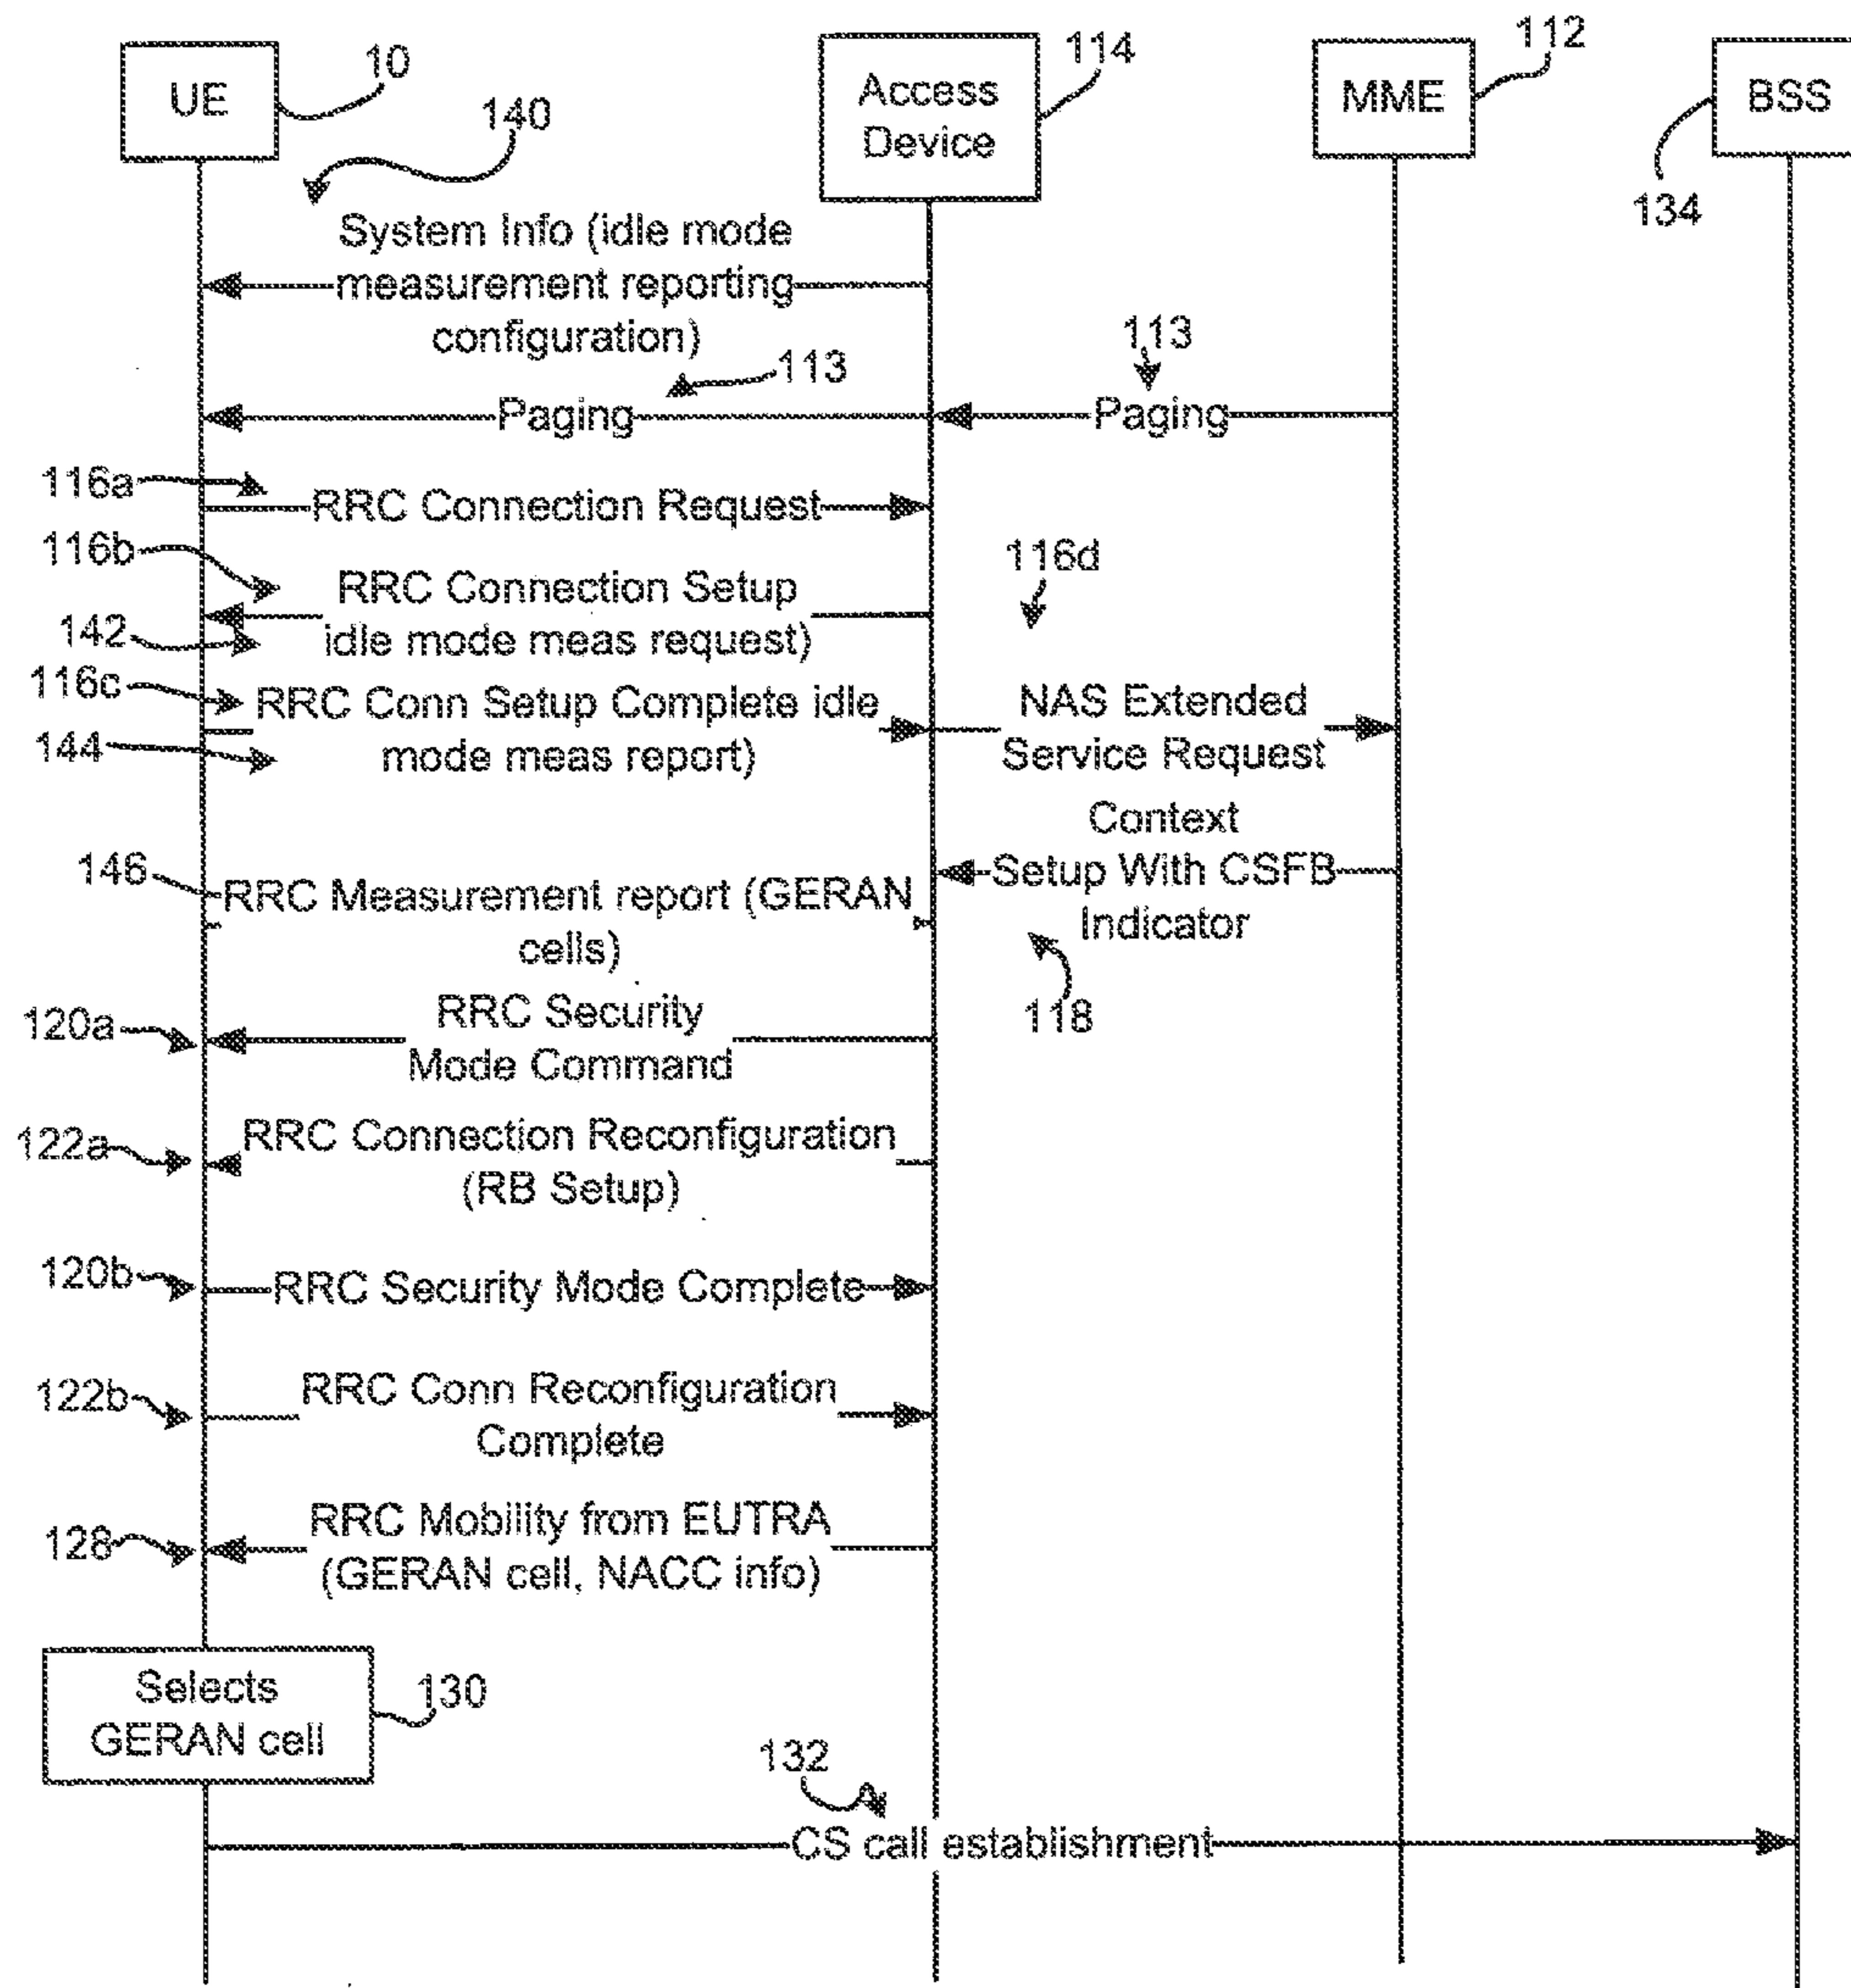 UE
10
Access
Device
114
MME
112
BSS
134
140
System Info (idle mode
measurement reporting
configuration)
113
113
Paging
Paging
116a
RRC Connection Request
116b
RRC Connection Setup
idle mode meas request)
142
116d
116c
RRC Conn Setup Complete idle
mode meas report)
144
NAS Extended
Service Request
Context
Setup With CSFB
Indicator
118
146
RRC Measurement report (GERAN
cells)
120a
RRC Security
Mode Command
122a
RRC Connection Reconfiguration
(RB Setup)
120b
RRC Security Mode Complete
122b
RRC Conn Reconfiguration
Complete
128
RRC Mobility from EUTRA
(GERAN cell, NACC info)
Selects
GERAN cell
130
132
CS call establishment